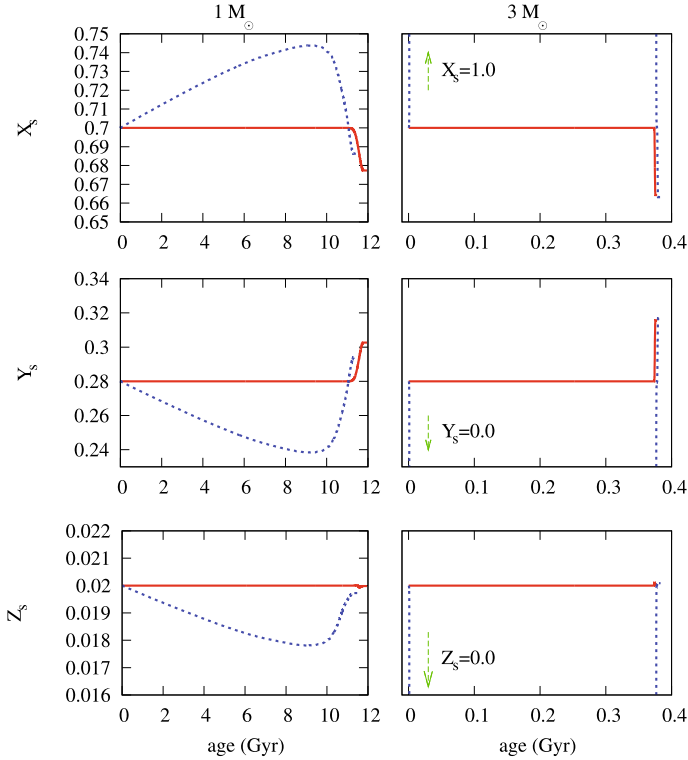 1 M☉
3 M☉
0.75
0.74
0.73
0.72
0.71
0.7
0.69
0.68
0.67
0.66
0.65
Xs
0 2 4 6 8 10 12
Xs=1.0
0 0.1 0.2 0.3 0.4
0.34
0.32
0.3
0.28
0.26
0.24
Ys
0 2 4 6 8 10 12
Ys=0.0
0 0.1 0.2 0.3 0.4
0.022
0.021
0.02
0.019
0.018
0.017
0.016
Zs
0 2 4 6 8 10 12
age (Gyr)
Zs=0.0
0 0.1 0.2 0.3 0.4
age (Gyr)